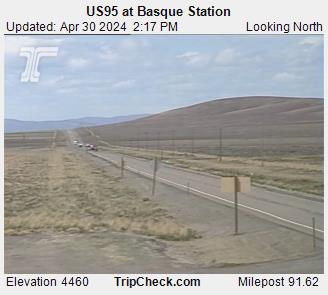 US95 at Basque Station
Updated: Apr 30 2024 2:17 PM Looking North
Elevation 4460 TripCheck.com Milepost 91.62